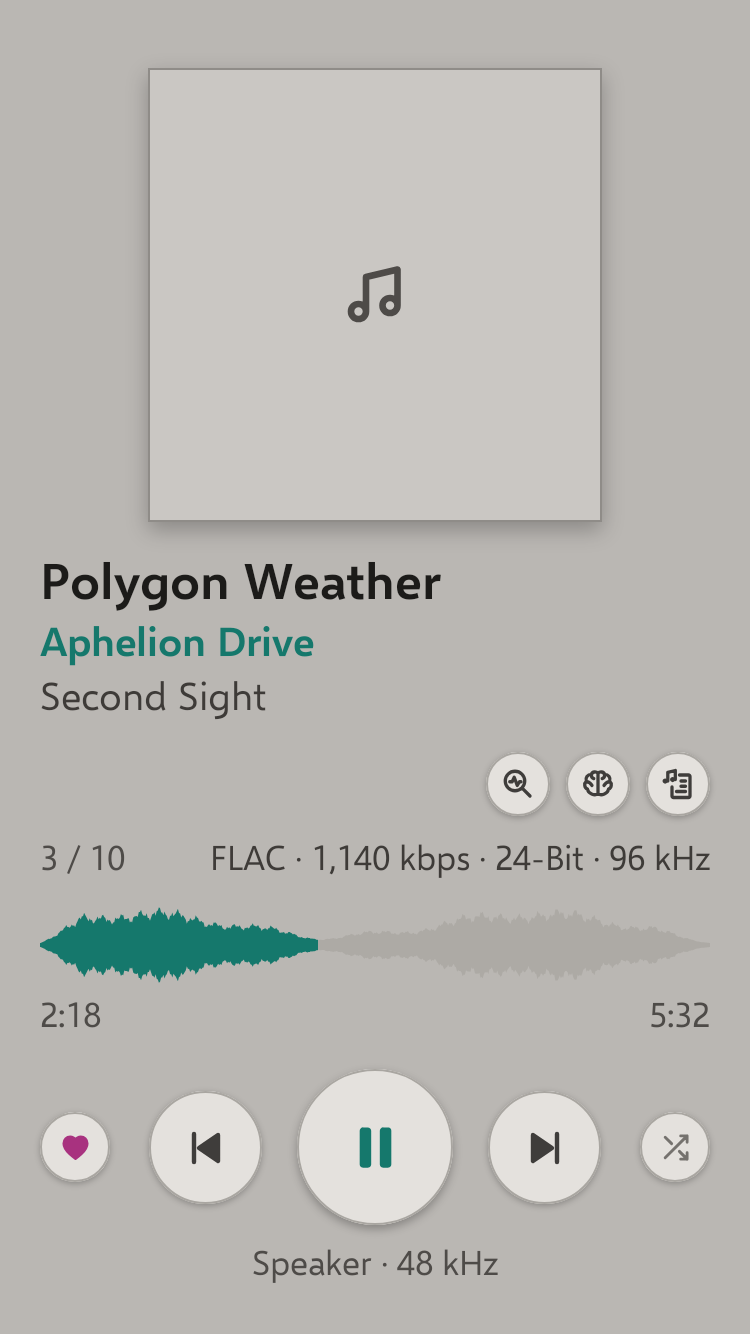 Polygon Weather
Aphelion Drive
Second Sight
3 / 10
FLAC · 1,140 kbps · 24-Bit · 96 kHz
2:18
5:32
Speaker · 48 kHz